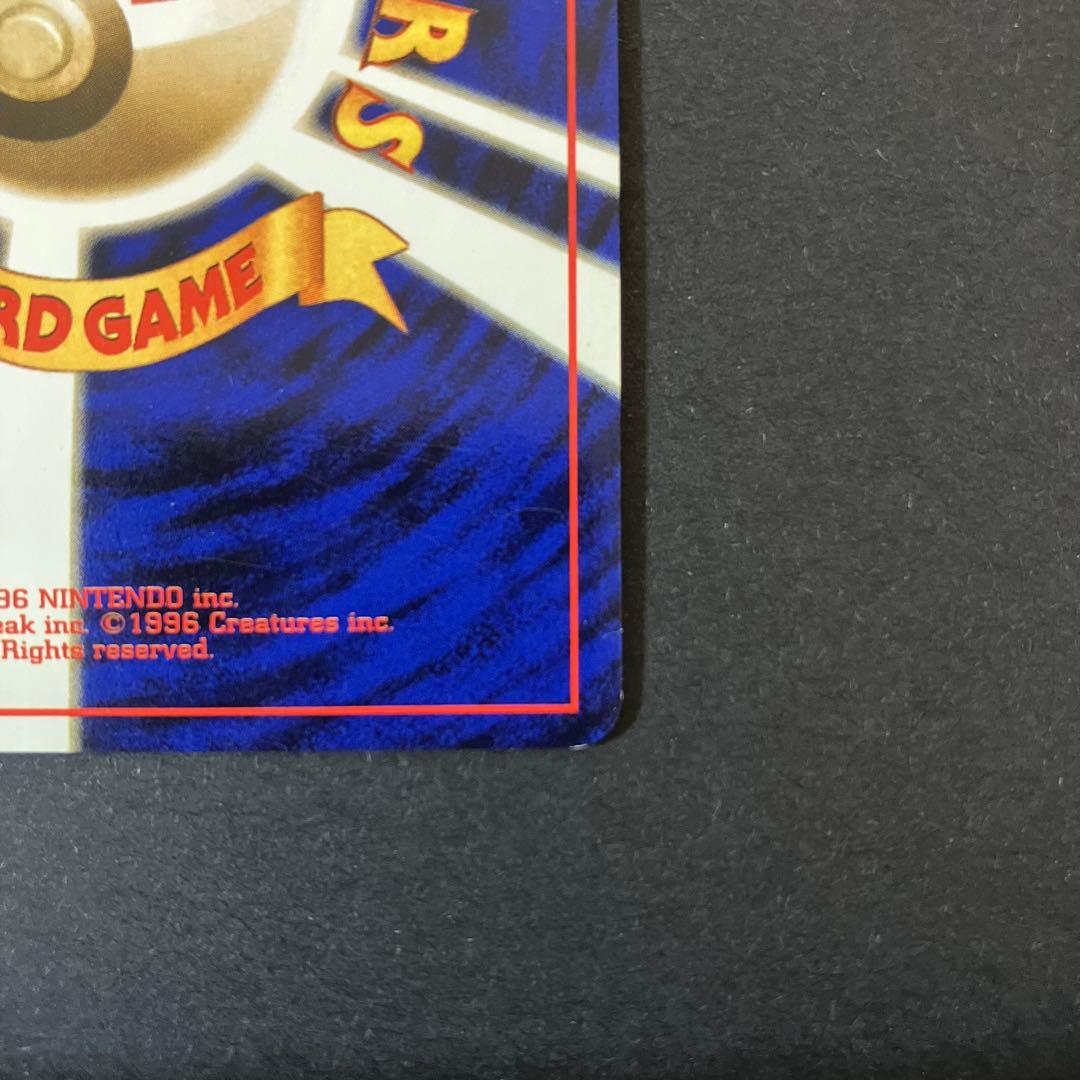 RS
RD GAME
96 NINTENDO inc.
eak inc. ©1996 Creatures inc.
Rights reserved.